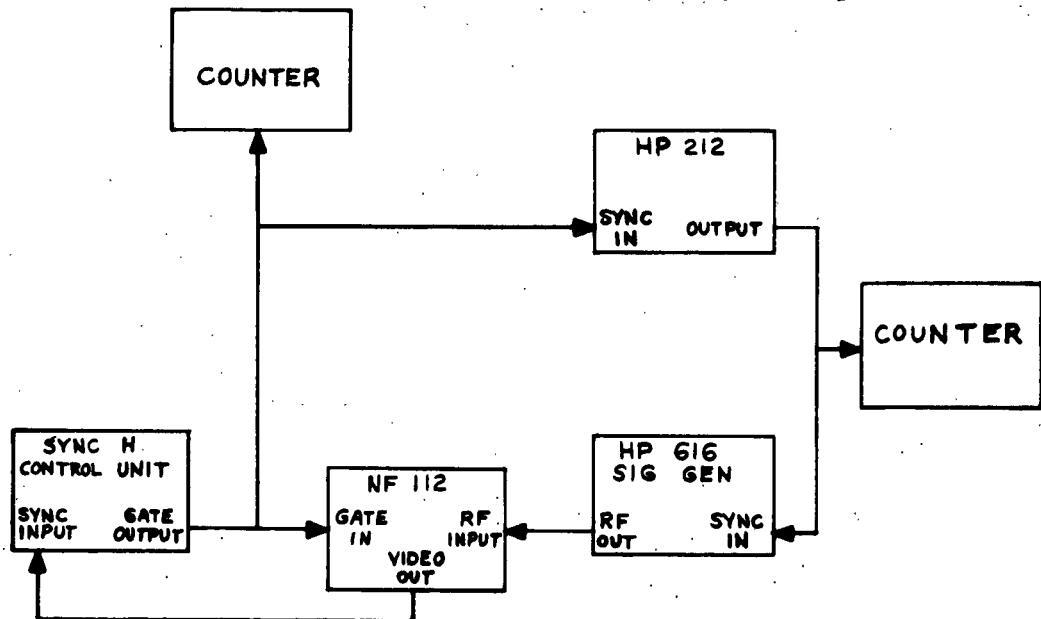 COUNTER
HP 212
SYNC
IN
OUTPUT
COUNTER
SYNC H
CONTROL UNIT
SYNC
INPUT
GATE
OUTPUT
NF 112
GATE
IN
RF
INPUT
VIDEO
OUT
HP 616
SIG GEN
RF
OUT
SYNC
IN